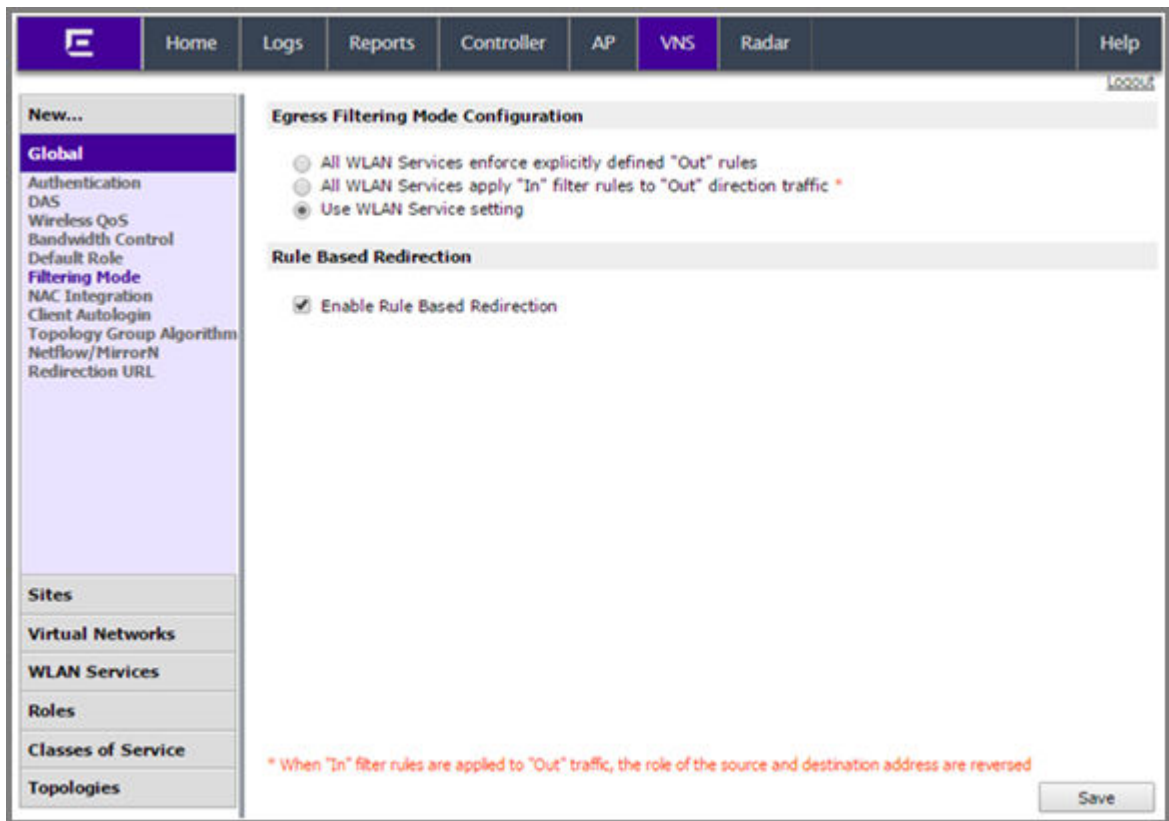 Home
Logs
Reports
Controller
AP
VNS
Radar
Help
Logout
New...
Global
Authentication
DAS
Wireless QoS
Bandwidth Control
Default Role
Filtering Mode
NAC Integration
Client Autologin
Topology Group Algorithm
Netflow/MirrorN
Redirection URL
Sites
Virtual Networks
WLAN Services
Roles
Classes of Service
Topologies
Egress Filtering Mode Configuration
All WLAN Services enforce explicitly defined "Out" rules
All WLAN Services apply "In" filter rules to "Out" direction traffic *
Use WLAN Service setting
Rule Based Redirection
Enable Rule Based Redirection
* When "In" filter rules are applied to "Out" traffic, the role of the source and destination address are reversed
Save